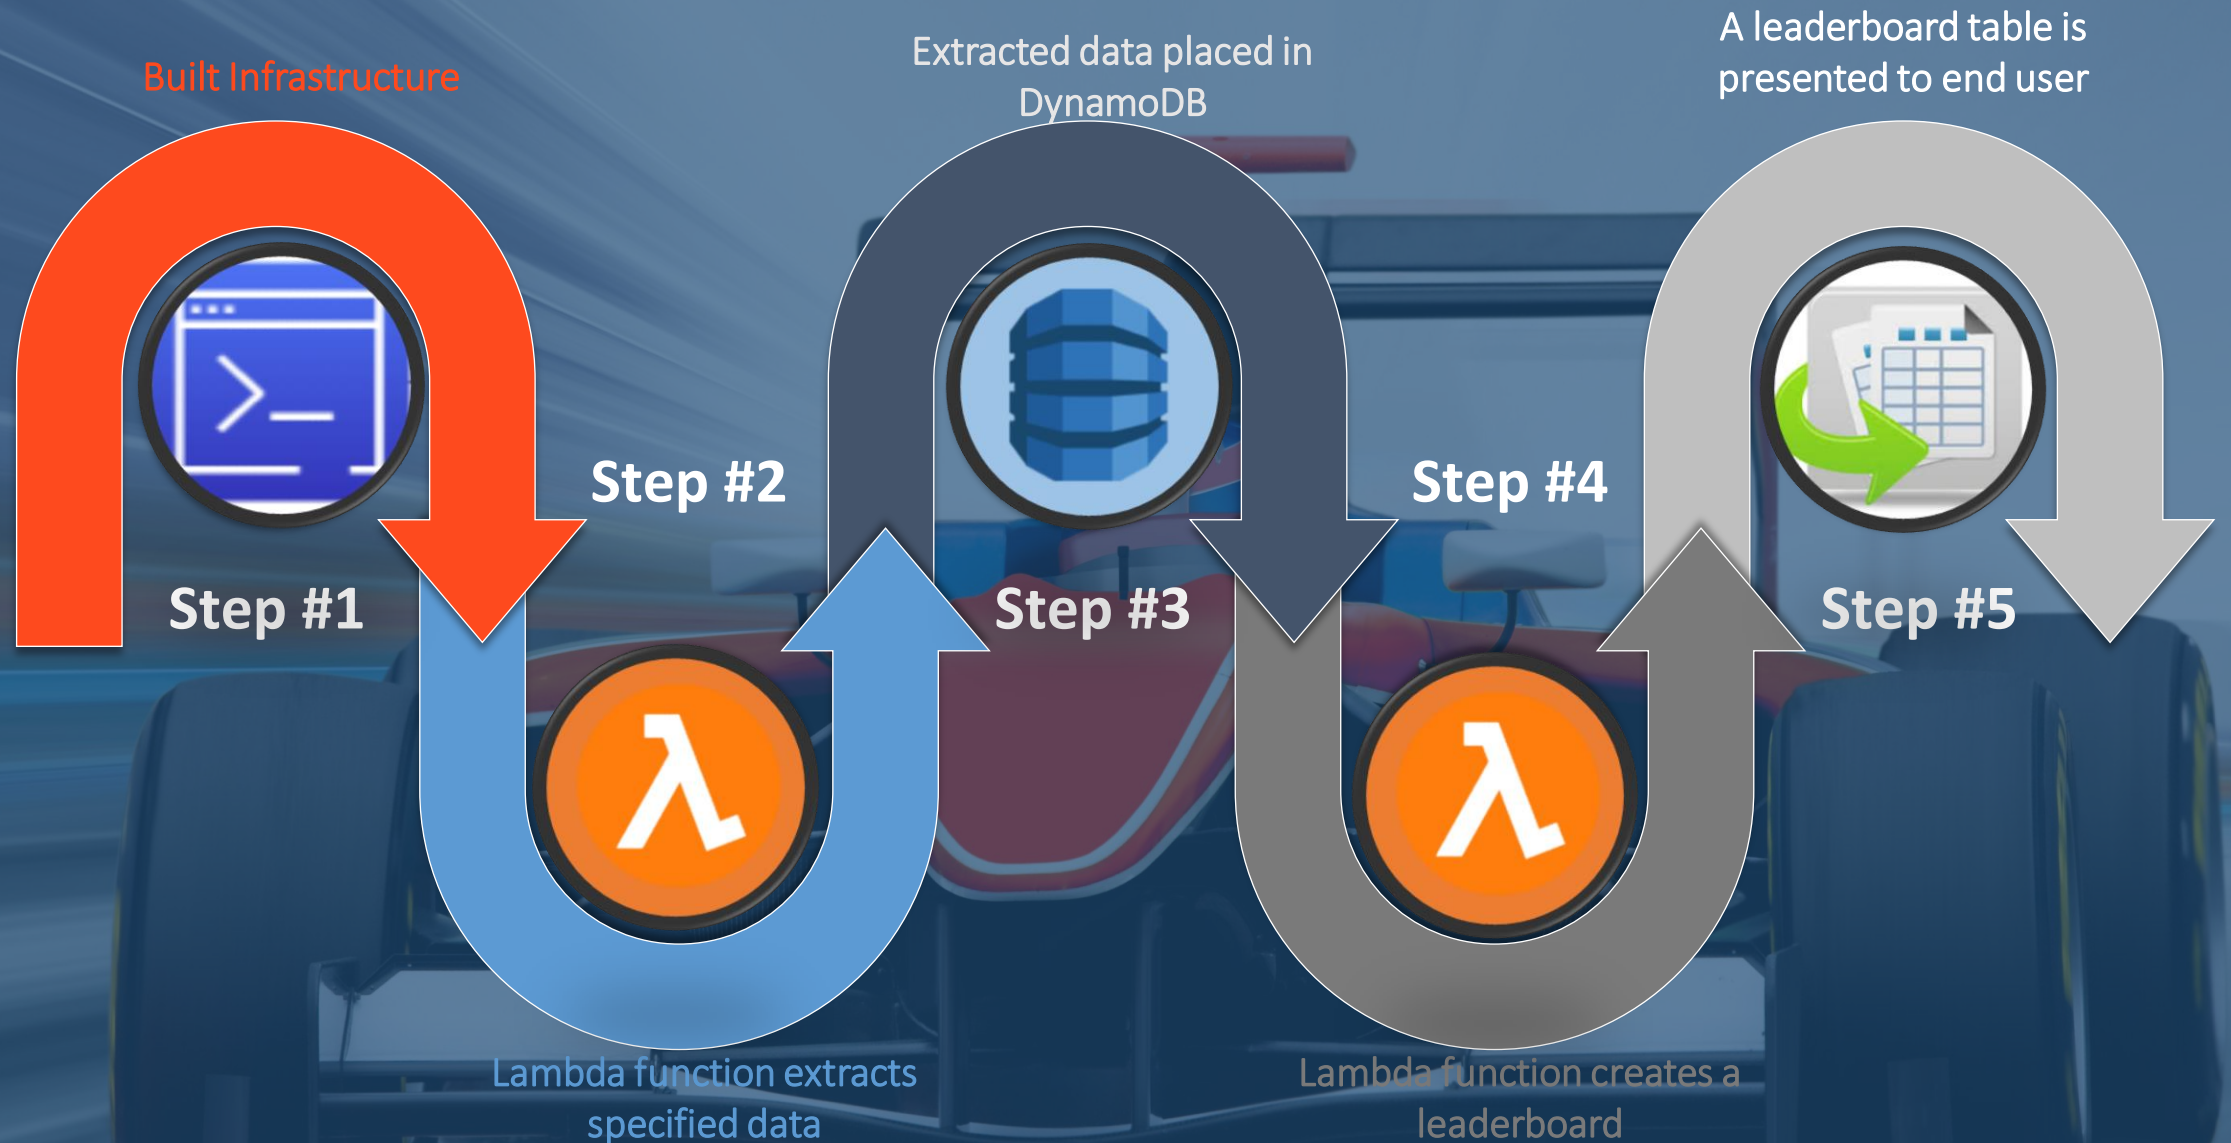 Built Infrastructure
Step #1
Step #2
Lambda function extracts
specified data
Extracted data placed in
DynamoDB
Step #3
Step #4
Lambda function creates a
leaderboard
A leaderboard table is
presented to end user
Step #5